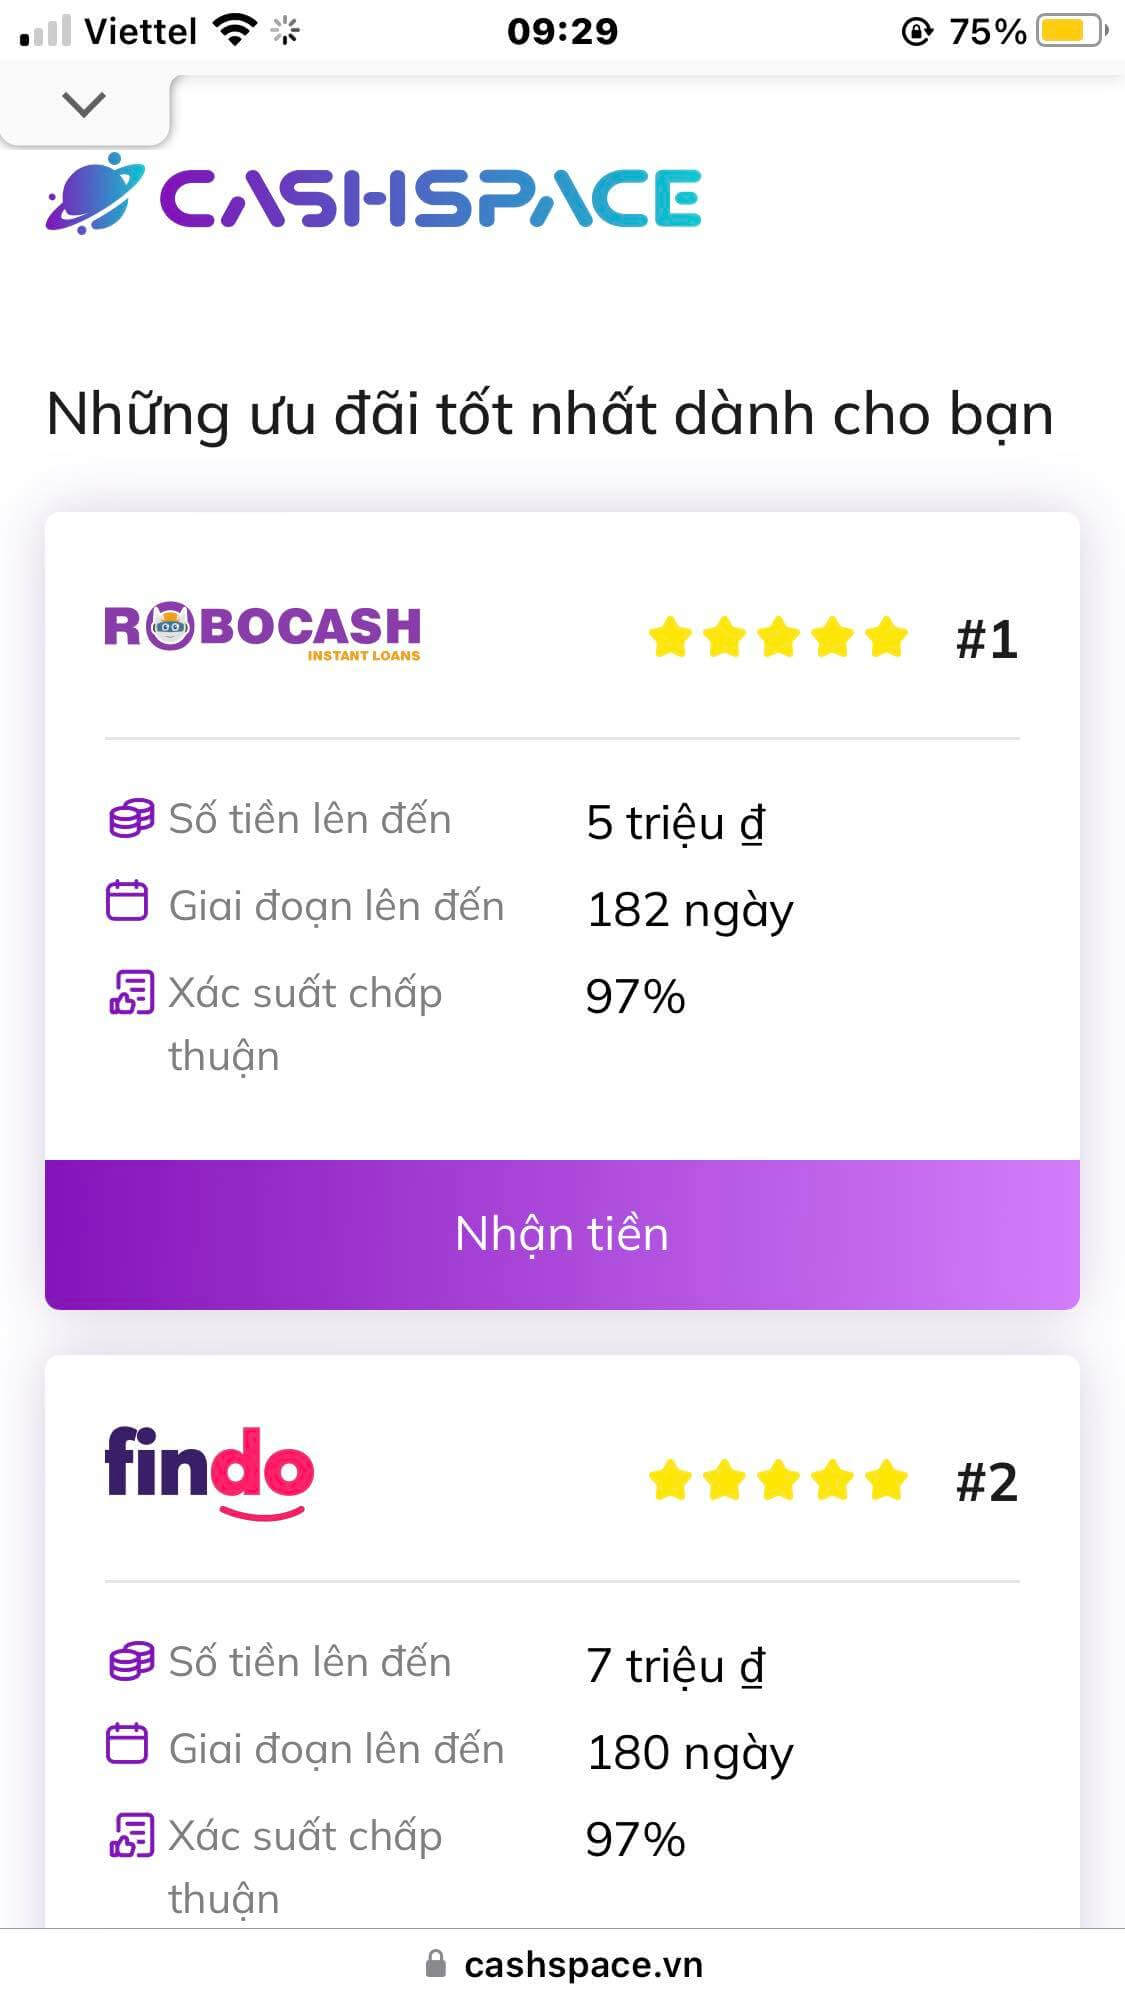 Viettel 09:29 75%
CASHSPACE
Những ưu đãi tốt nhất dành cho bạn
ROBOCASH
INSTANT LOANS
#1
Số tiền lên đến 5 triệu ₫
Giai đoạn lên đến 182 ngày
Xác suất chấp 97%
thuận
Nhận tiền
findo
#2
Số tiền lên đến 7 triệu ₫
Giai đoạn lên đến 180 ngày
Xác suất chấp 97%
thuận
cashspace.vn